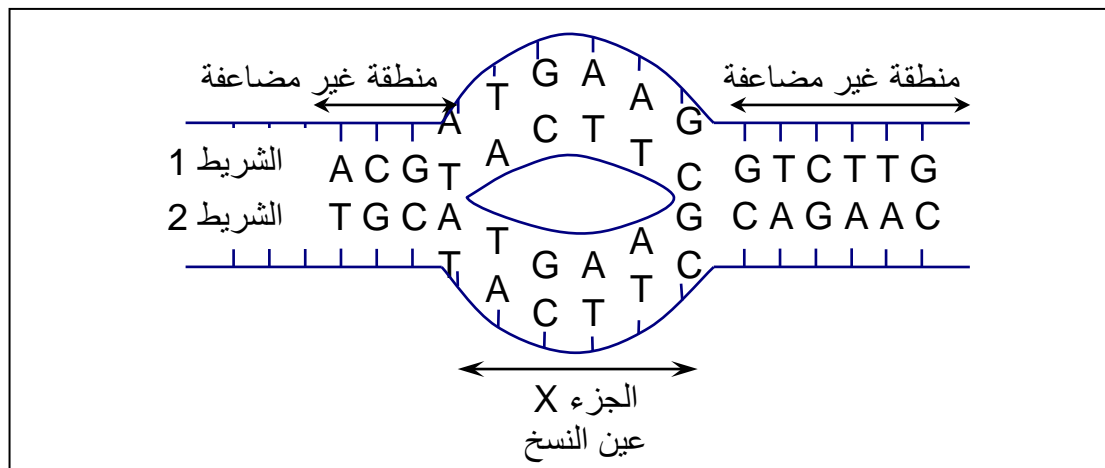 منطقة غير مضاعفة
منطقة غير مضاعفة
A T G A A G
T A C T T C
الشريط 1
A C G
G T C T T G
الشريط 2
T G C
C A G A A C
A T G A A G
T A C T T C
الجزء X
عين النسخ